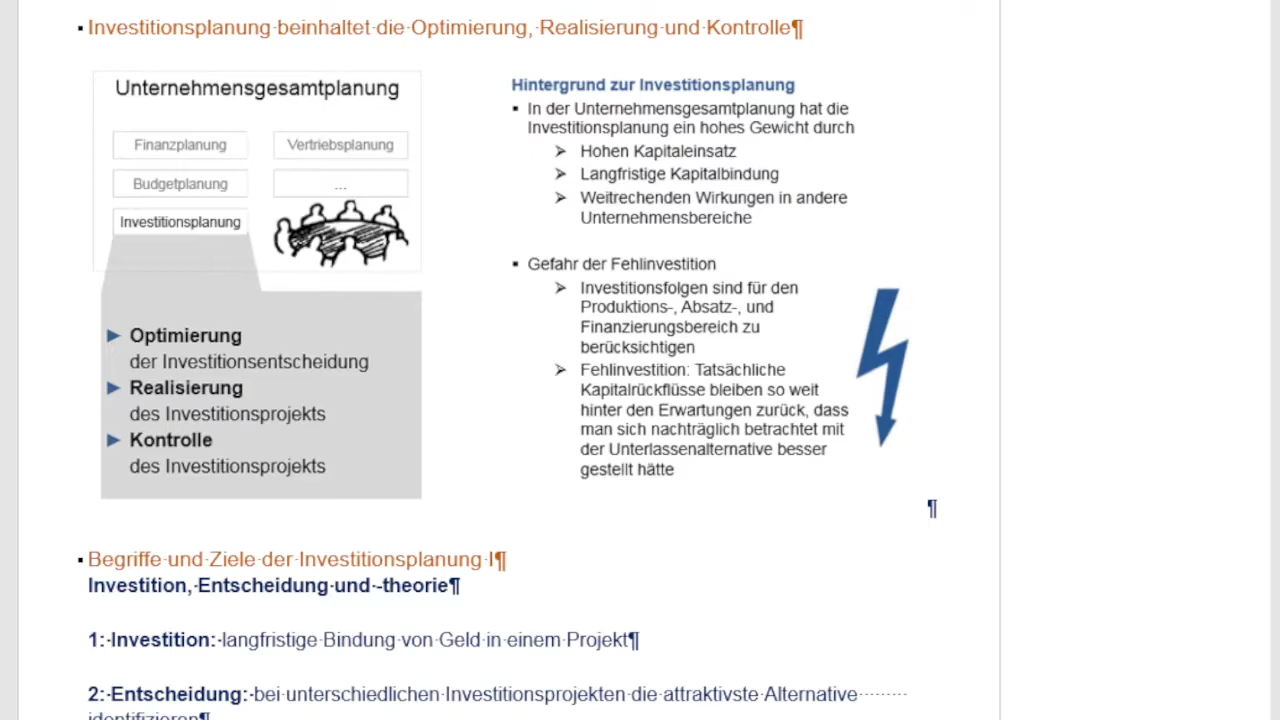 ▪ Investitionsplanung·beinhaltet·die·Optimierung,·Realisierung·und·Kontrolle¶
Unternehmensgesamtplanung
Finanzplanung
Vertriebsplanung
Budgetplanung
...
Investitionsplanung
► Optimierung
der Investitionsentscheidung
► Realisierung
des Investitionsprojekts
► Kontrolle
des Investitionsprojekts
Hintergrund zur Investitionsplanung
▪ In der Unternehmensgesamtplanung hat die
Investitionsplanung ein hohes Gewicht durch
➢ Hohen Kapitaleinsatz
➢ Langfristige Kapitalbindung
➢ Weitrechenden Wirkungen in andere
Unternehmensbereiche
▪ Gefahr der Fehlinvestition
➢ Investitionsfolgen sind für den
Produktions-, Absatz-, und
Finanzierungsbereich zu
berücksichtigen
➢ Fehlinvestition: Tatsächliche
Kapitalrückflüsse bleiben so weit
hinter den Erwartungen zurück, dass
man sich nachträglich betrachtet mit
der Unterlassenalternative besser
gestellt hätte
¶
▪ Begriffe·und·Ziele·der·Investitionsplanung·I¶
Investition,·Entscheidung·und·-theorie¶
1:·Investition:·langfristige·Bindung·von·Geld·in·einem·Projekt¶
2:·Entscheidung:·bei·unterschiedlichen·Investitionsprojekten·die·attraktivste·Alternative·········
identifizieren¶